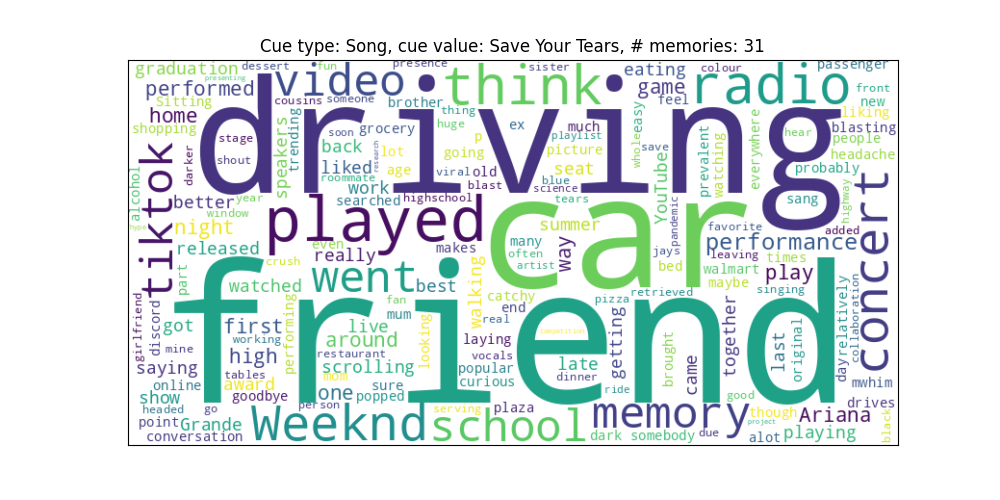 Cue type: Song, cue value: Save Your Tears, # memories: 31
graduation dessert fun presence sister colour passenger
presenting
performed video think eating game radio front
Sitting cousins someone brother thing feel new liking
home driving huge ex much playlist hear blasting
shopping stage speakers trending soon grocery p whole easy save prevalent watching everywhere people
darker shout research back going picture headache
tiktok liked lot age viral old seat blue YouTube probably
alcohol roommate work searched highschool blast science tears pandemic sang highway
better year played car summer favorite added
hype window night many way jays leaving performance concert
released even really makes often artist bed walmart times
part crush watched went best catchy maybe play
friend fan mum walking end pizza retrieved singing
girlfriend discord got first performing live real getting together last original day relatively collaboration
mine working around looking laying Competition brought
saying high restaurant scrolling vocals late came
tables mom popular dinner ride
online award sure popped curious good mwhim
show goodbye one
headed go person serving plaza memory though Ariana drives
point Grande Weeknd school due project playing black
conversation dark somebody alot